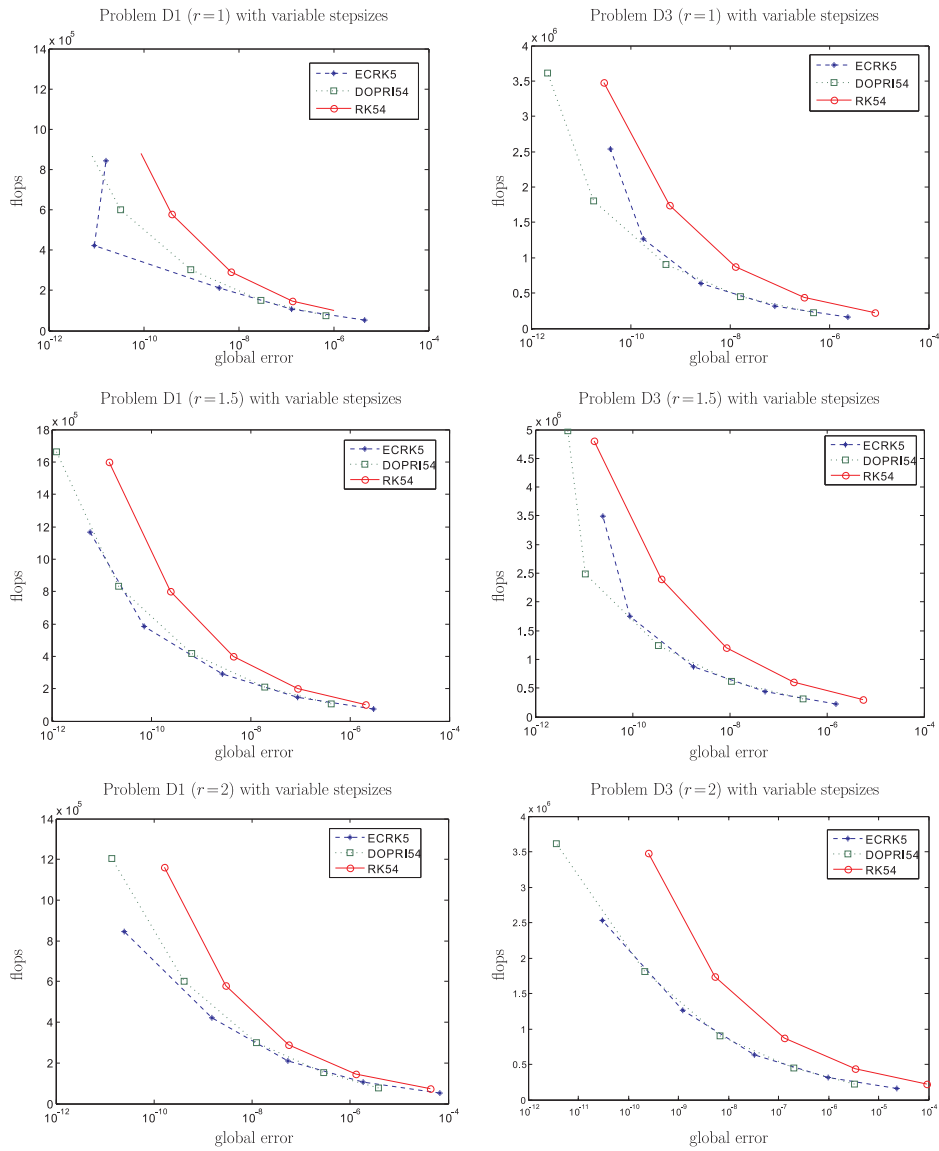 Problem D1 (r=1) with variable stepsizes
x 10^5
14
12
10
8
6
4
2
0
flops
ECRK5
DOPRI54
RK54
10^-12
10^-10
10^-8
10^-6
10^-4
global error
Problem D3 (r=1) with variable stepsizes
x 10^6
4
3.5
3
2.5
2
1.5
1
0.5
0
flops
ECRK5
DOPRI54
RK54
10^-12
10^-10
10^-8
10^-6
10^-4
global error
Problem D1 (r=1.5) with variable stepsizes
x 10^5
18
16
14
12
10
8
6
4
2
0
flops
ECRK5
DOPRI54
RK54
10^-12
10^-10
10^-8
10^-6
10^-4
global error
Problem D3 (r=1.5) with variable stepsizes
x 10^6
5
4.5
4
3.5
3
2.5
2
1.5
1
0.5
0
flops
ECRK5
DOPRI54
RK54
10^-12
10^-10
10^-8
10^-6
10^-4
global error
Problem D1 (r=2) with variable stepsizes
x 10^5
14
12
10
8
6
4
2
0
flops
ECRK5
DOPRI54
RK54
10^-12
10^-10
10^-8
10^-6
10^-4
global error
Problem D3 (r=2) with variable stepsizes
x 10^6
4
3.5
3
2.5
2
1.5
1
0.5
0
flops
ECRK5
DOPRI54
RK54
10^-12
10^-11
10^-10
10^-9
10^-8
10^-7
10^-6
10^-5
10^-4
global error